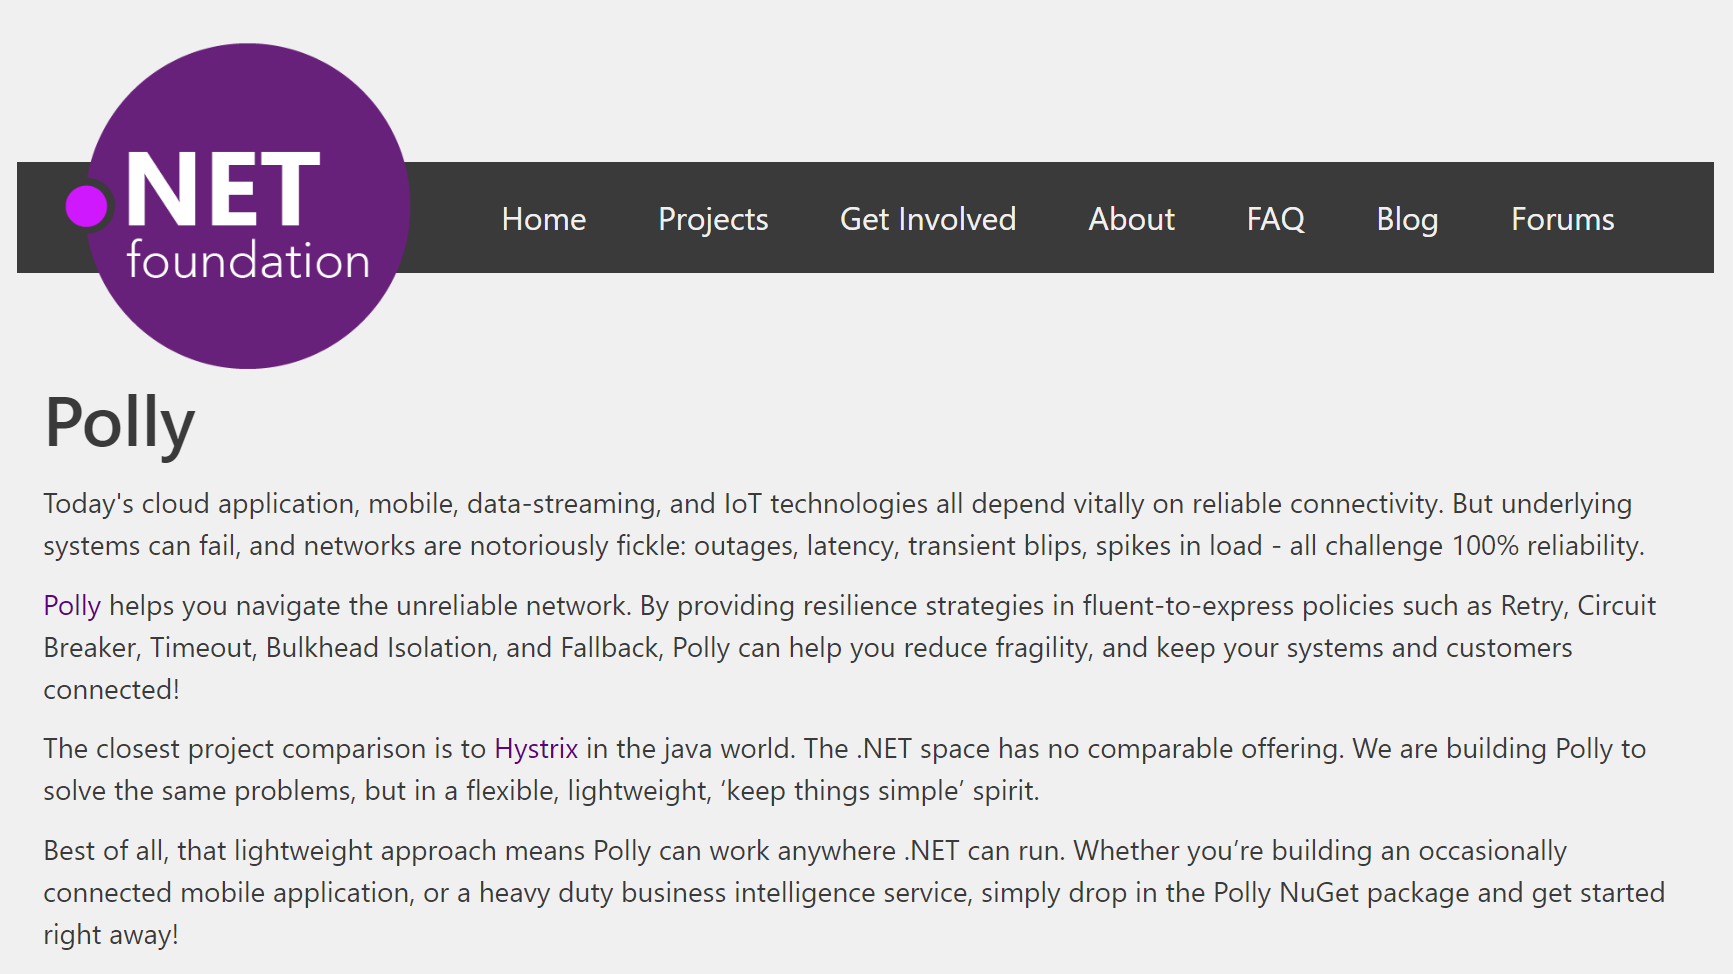 .NET
foundation
Home Projects Get Involved About FAQ Blog Forums
Polly
Today's cloud application, mobile, data-streaming, and IoT technologies all depend vitally on reliable connectivity. But underlying
systems can fail, and networks are notoriously fickle: outages, latency, transient blips, spikes in load - all challenge 100% reliability.
Polly helps you navigate the unreliable network. By providing resilience strategies in fluent-to-express policies such as Retry, Circuit
Breaker, Timeout, Bulkhead Isolation, and Fallback, Polly can help you reduce fragility, and keep your systems and customers
connected!
The closest project comparison is to Hystrix in the java world. The .NET space has no comparable offering. We are building Polly to
solve the same problems, but in a flexible, lightweight, ‘keep things simple’ spirit.
Best of all, that lightweight approach means Polly can work anywhere .NET can run. Whether you’re building an occasionally
connected mobile application, or a heavy duty business intelligence service, simply drop in the Polly NuGet package and get started
right away!